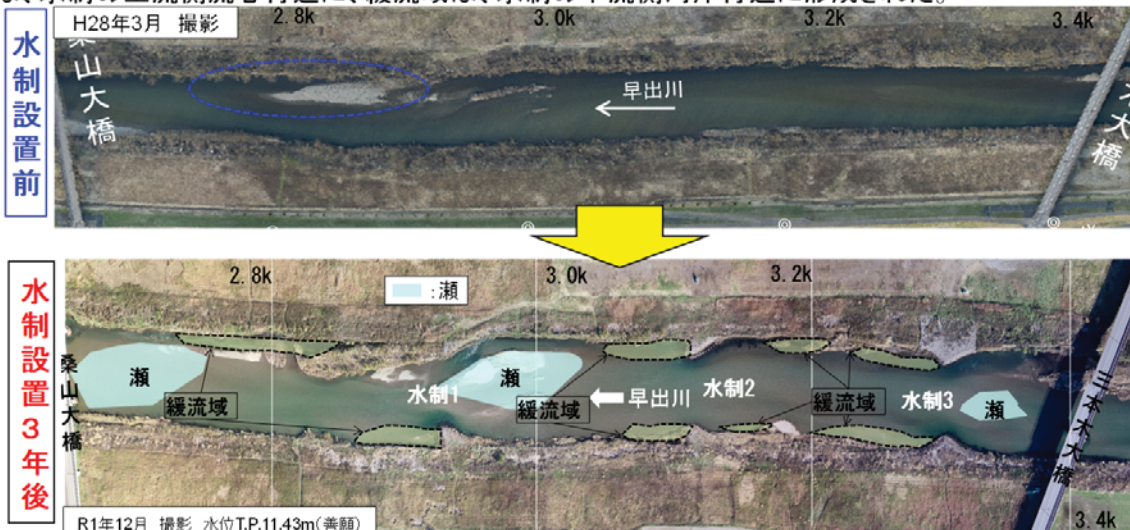 H28年3月 撮影
2.8k
3.0k
3.2k
3.4k
水制設置前
桑山大橋
早出川
大橋
水制設置3年後
2.8k
3.0k
3.2k
:瀬
瀬
水制1
瀬
早出川
水制2
水制3
瀬
緩流域
緩流域
緩流域
桑山大橋
三本木大橋
R1年12月 撮影 水位T.P.11.43m(善願)
3.4k